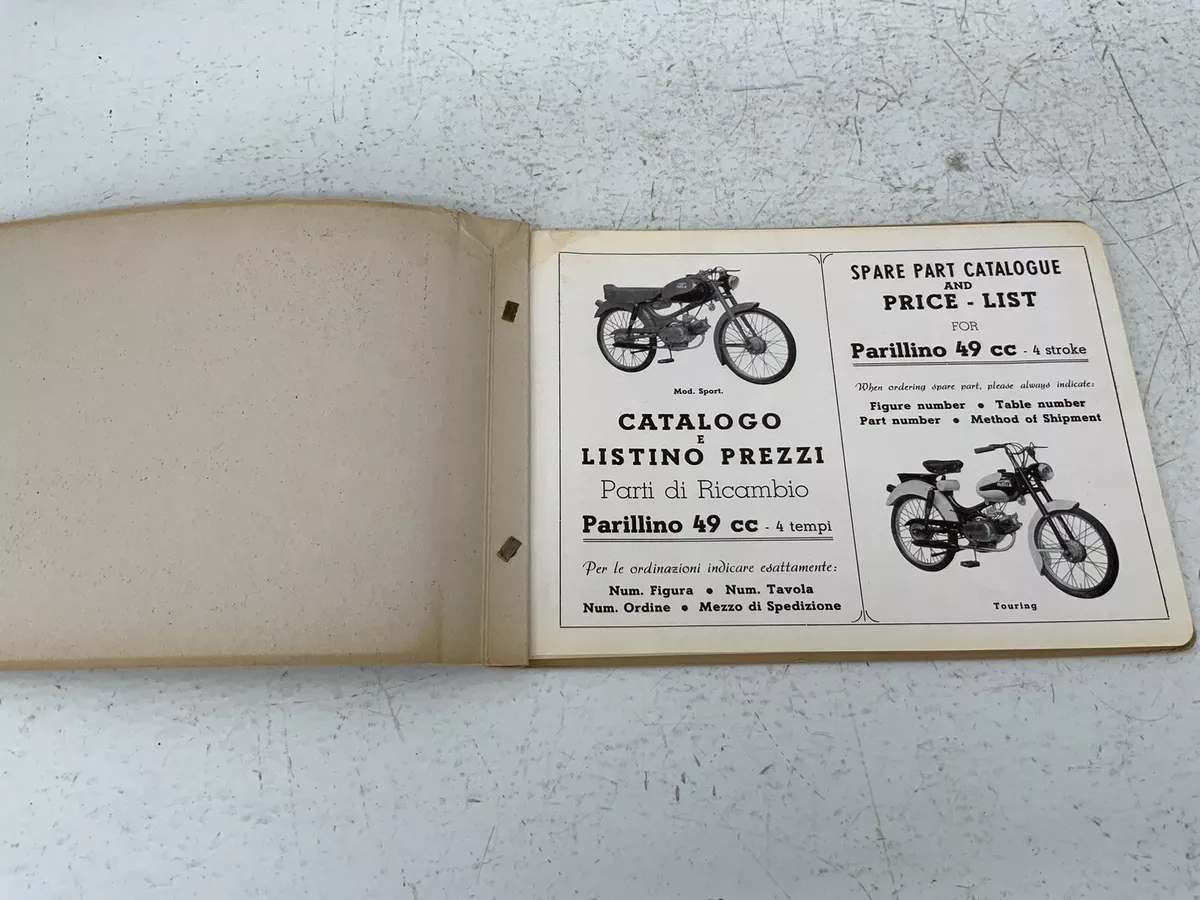 Mod. Sport.
CATALOGO
E
LISTINO PREZZI
Parti di Ricambio
Parillino 49 cc - 4 tempi
Per le ordinazioni indicare esattamente:
Num. Figura • Num. Tavola
Num. Ordine • Mezzo di Spedizione
SPARE PART CATALOGUE
AND
PRICE - LIST
FOR
Parillino 49 cc - 4 stroke
When ordering spare part, please always indicate:
Figure number • Table number
Part number • Method of Shipment
Touring